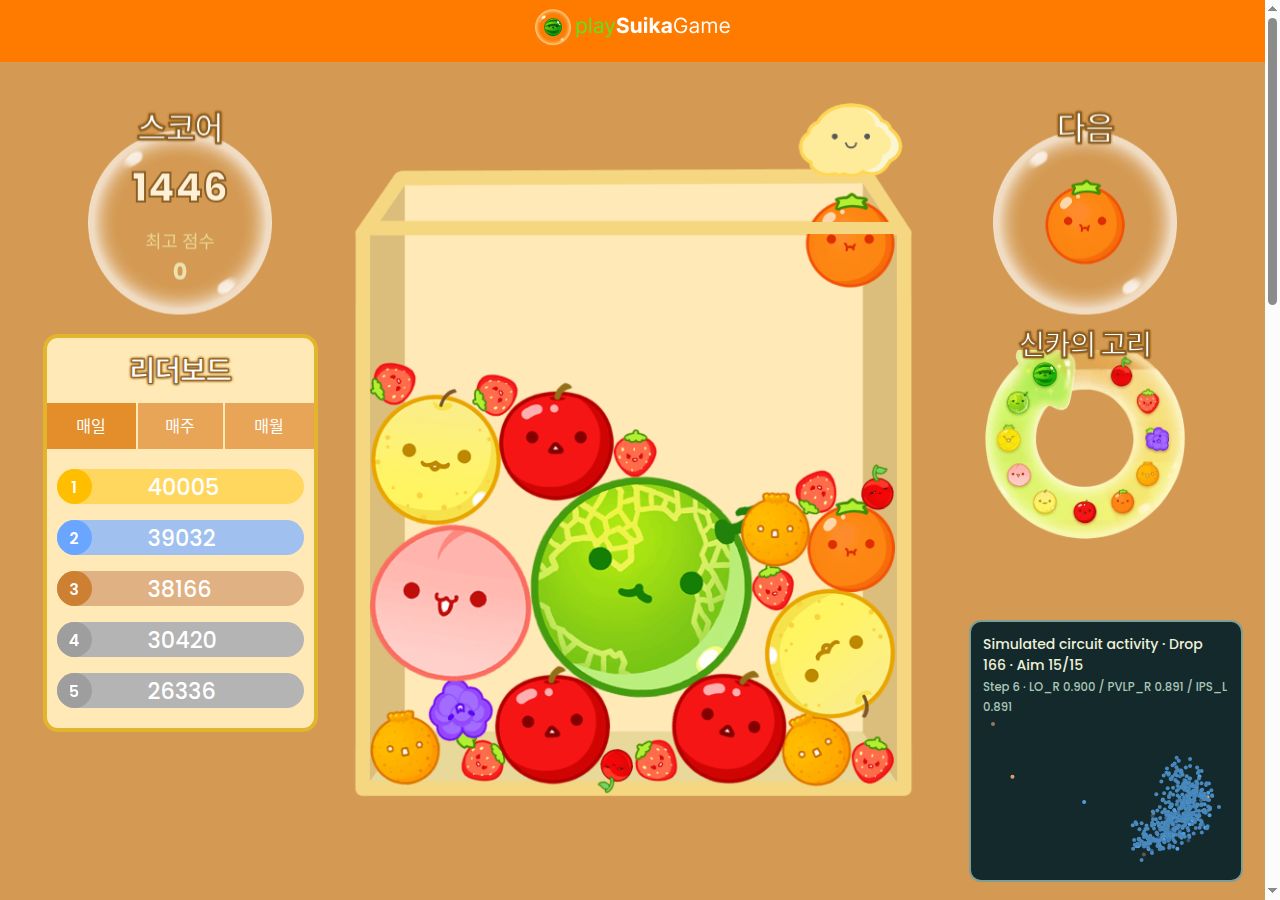 playSuikaGame
스코어
1446
최고 점수
0
다음
리더보드
매일 매주 매월
1 40005
2 39032
3 38166
4 30420
5 26336
신카의 고리
Simulated circuit activity · Drop
166 · Aim 15/15
Step 6 · LO_R 0.900 / PVLP_R 0.891 / IPS_L
0.891